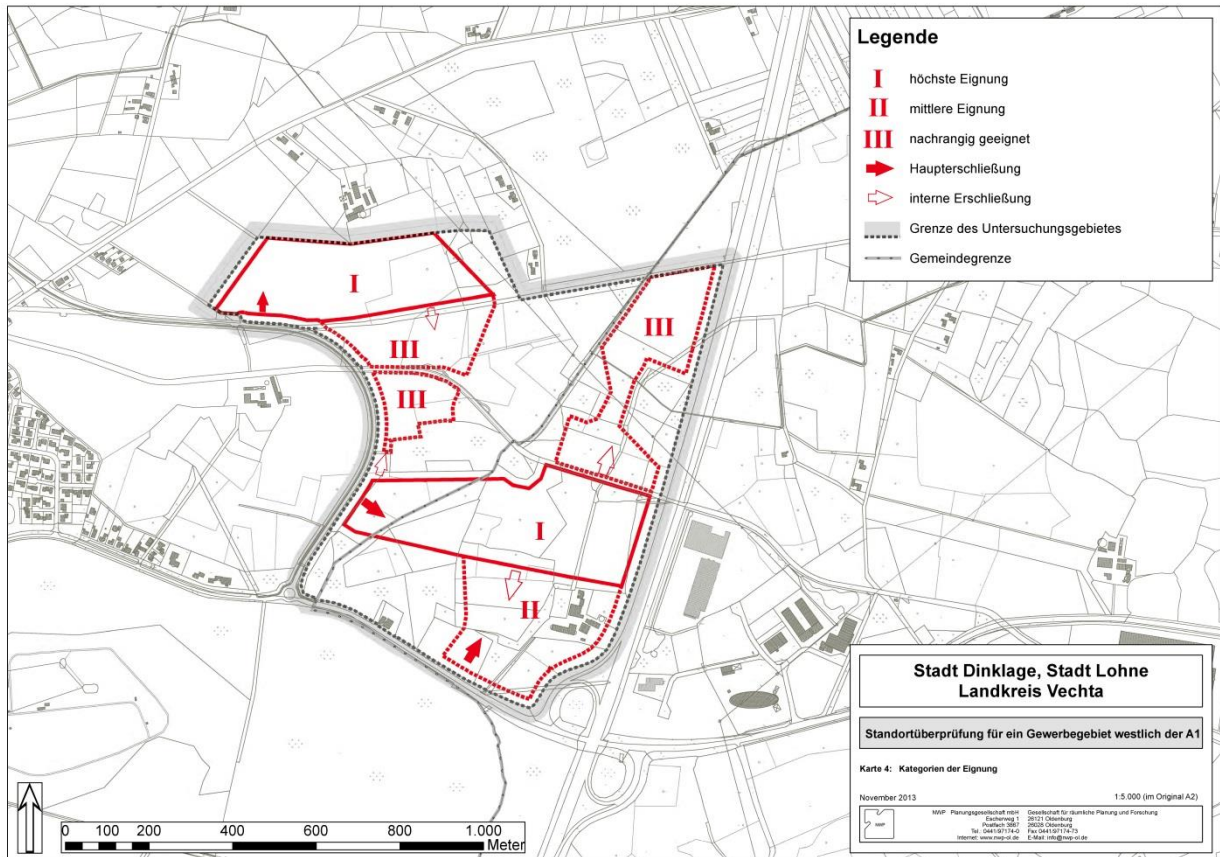 Legende
I höchste Eignung
II mittlere Eignung
III nachrangig geeignet
Haupterschließung
interne Erschließung
Grenze des Untersuchungsgebietes
Gemeindegrenze
I
III
III
III
I
II
Stadt Dinklage, Stadt Lohne
Landkreis Vechta
Standortüberprüfung für ein Gewerbegebiet westlich der A1
Karte 4: Kategorien der Eignung
November 2013 1:5.000 (im Original A2)
NWP
NWP Planungsgesellschaft mbH Gesellschaft für räumliche Planung und Forschung
Escherweg 1 26121 Oldenburg
Postfach 3867 26028 Oldenburg
Tel.: 0441/97174-0 Fax 0441/97174-73
Internet: www.nwp-ol.de E-Mail: info@nwp-ol.de
0 100 200 400 600 800 1.000
Meter